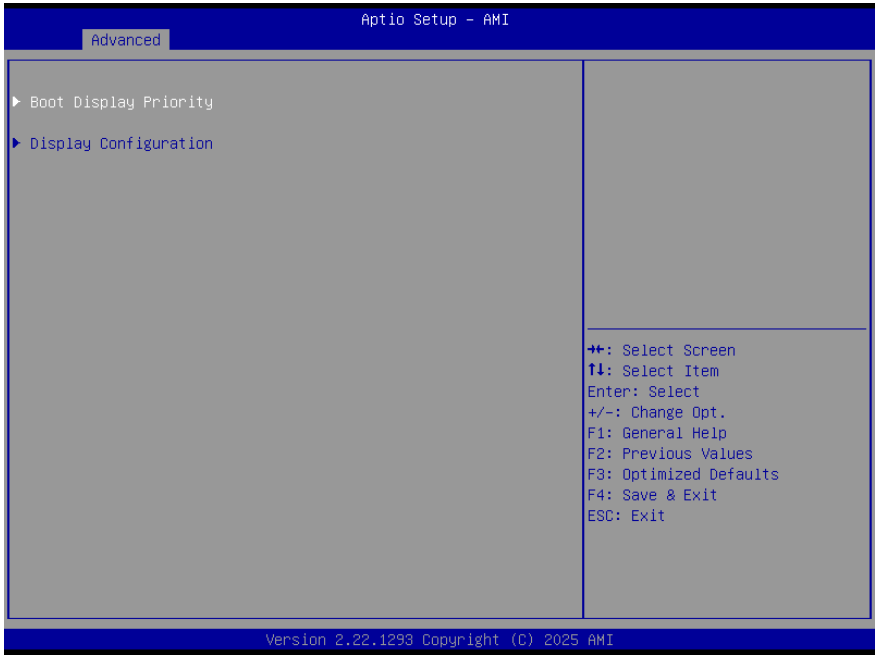 Aptio Setup – AMI
Advanced
▶ Boot Display Priority
▶ Display Configuration
→←: Select Screen
↑↓: Select Item
Enter: Select
+/-: Change Opt.
F1: General Help
F2: Previous Values
F3: Optimized Defaults
F4: Save & Exit
ESC: Exit
Version 2.22.1293 Copyright (C) 2025 AMI